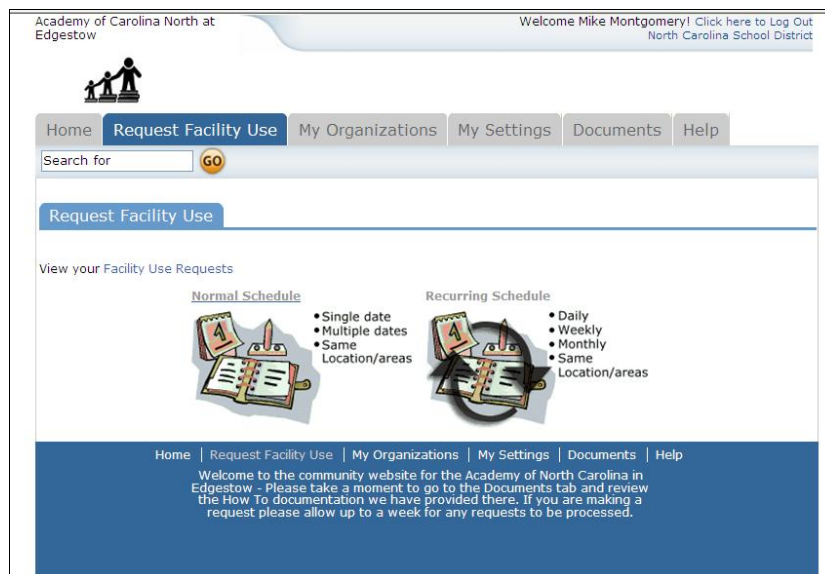 Academy of Carolina North at
Edgestow
Welcome Mike Montgomery! Click here to Log Out
North Carolina School District
Home
Request Facility Use
My Organizations
My Settings
Documents
Help
Search for
GO
Request Facility Use
View your Facility Use Requests
Normal Schedule
Single date
Multiple dates
Same
Location/areas
Recurring Schedule
Daily
Weekly
Monthly
Same
Location/areas
Home | Request Facility Use | My Organizations | My Settings | Documents | Help
Welcome to the community website for the Academy of North Carolina in
Edgestow - Please take a moment to go to the Documents tab and review
the How To documentation we have provided there. If you are making a
request please allow up to a week for any requests to be processed.